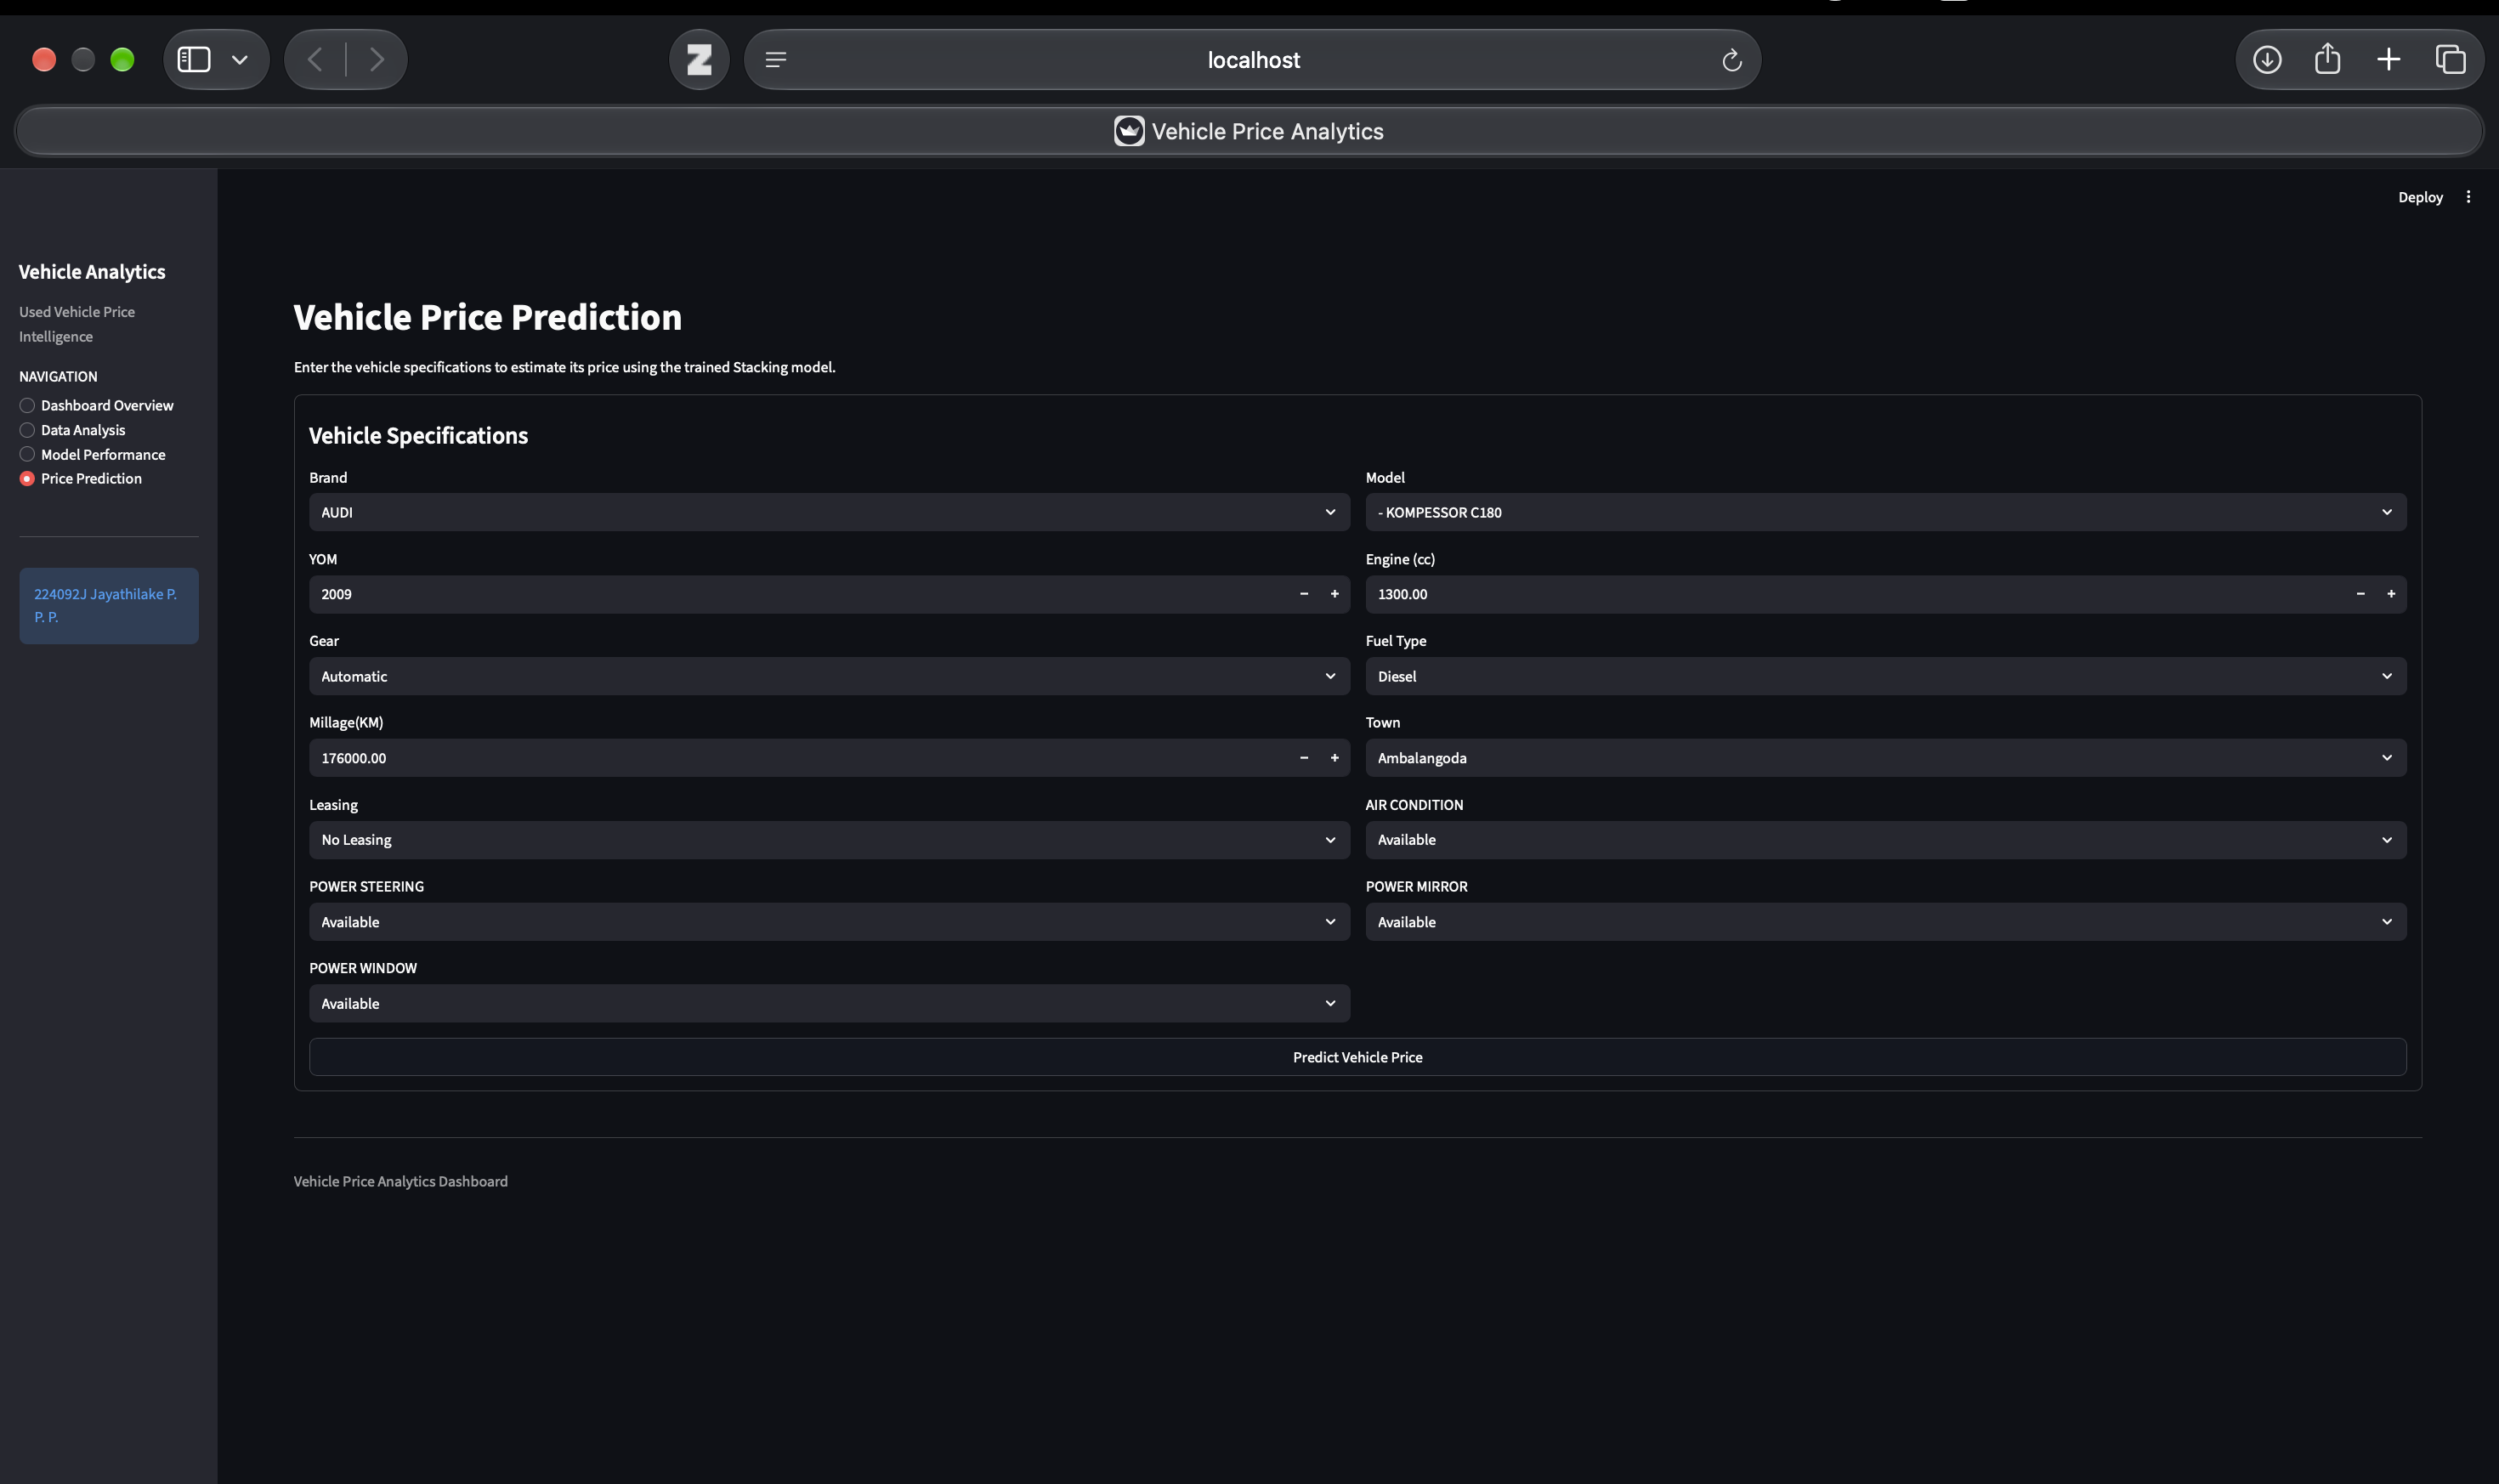 localhost
Vehicle Price Analytics
Deploy
Vehicle Analytics
Used Vehicle Price
Intelligence
NAVIGATION
Dashboard Overview
Data Analysis
Model Performance
Price Prediction
224092J Jayathilake P.
P. P.
Vehicle Price Prediction
Enter the vehicle specifications to estimate its price using the trained Stacking model.
Vehicle Specifications
Brand
AUDI
Model
- KOMPESSOR C180
YOM
2009
Engine (cc)
1300.00
Gear
Automatic
Fuel Type
Diesel
Millage(KM)
176000.00
Town
Ambalangoda
Leasing
No Leasing
AIR CONDITION
Available
POWER STEERING
Available
POWER MIRROR
Available
POWER WINDOW
Available
Predict Vehicle Price
Vehicle Price Analytics Dashboard